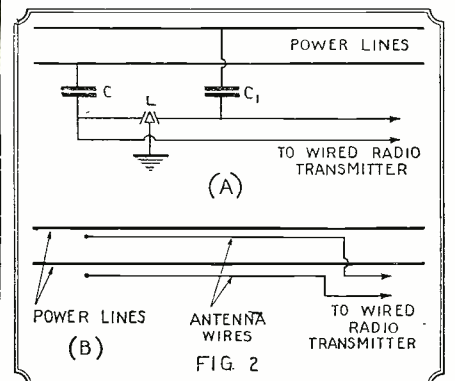 POWER LINES
C
L
C1
TO WIRED RADIO
TRANSMITTER
(A)
POWER LINES
ANTENNA
WIRES
TO WIRED
RADIO
TRANSMITTER
(B)
FIG. 2